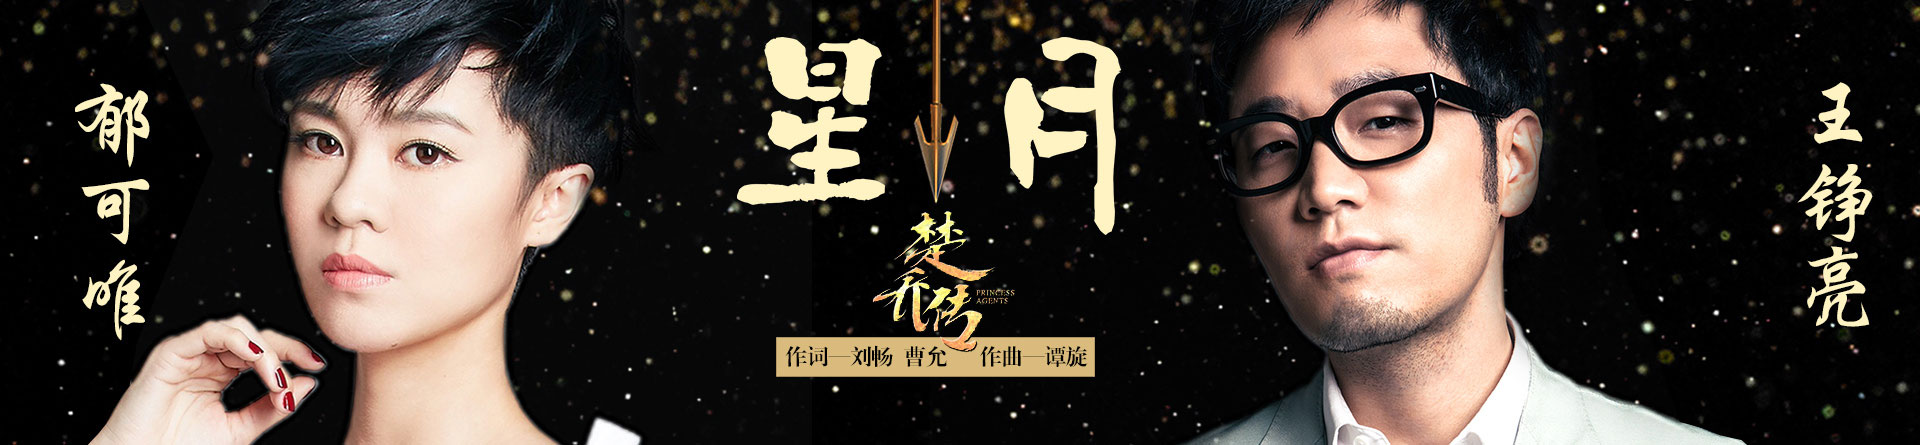 郁可唯
星月
楚乔传
PRINCESS
AGENTS
作词—刘畅 曹允 作曲—谭旋
王铮亮